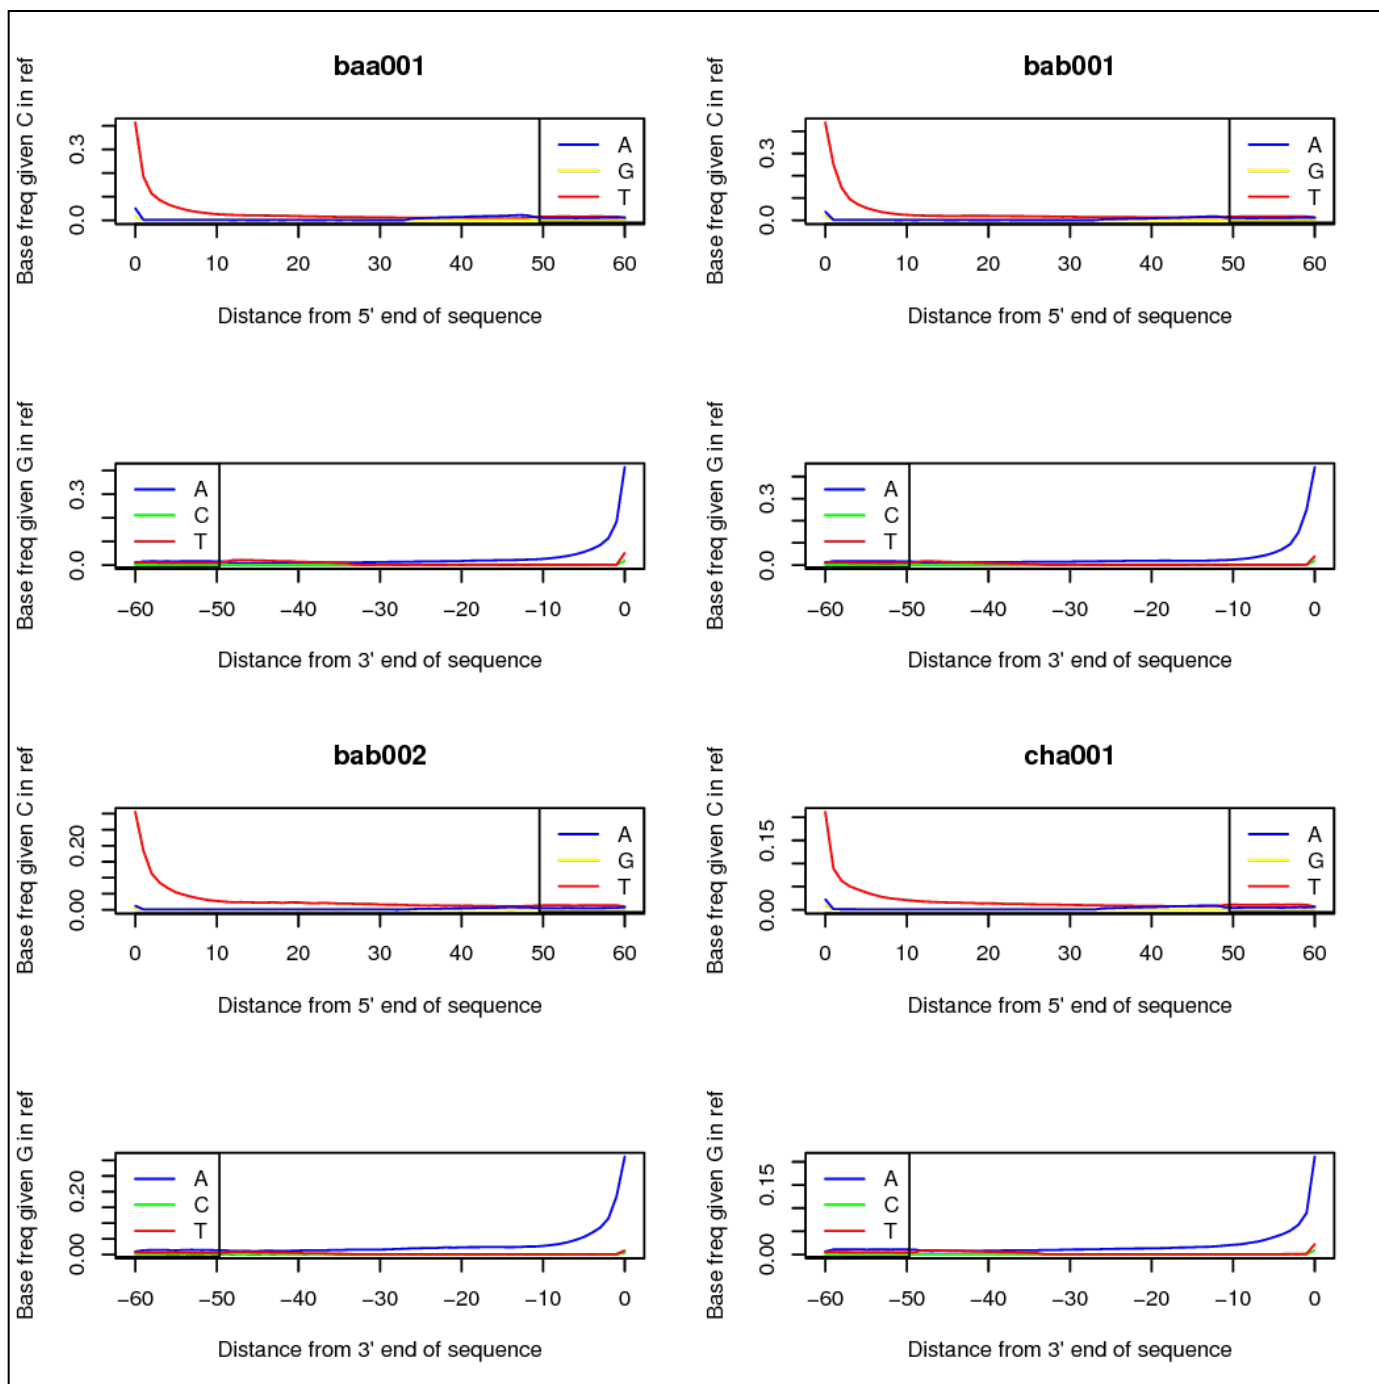 baa001
Base freq given C in ref
0.0 0.3
A
G
T
0 10 20 30 40 50 60
Distance from 5' end of sequence
bab001
Base freq given C in ref
0.0 0.3
A
G
T
0 10 20 30 40 50 60
Distance from 5' end of sequence
Base freq given G in ref
0.0 0.3
A
C
T
−60 −50 −40 −30 −20 −10 0
Distance from 3' end of sequence
Base freq given G in ref
0.0 0.3
A
C
T
−60 −50 −40 −30 −20 −10 0
Distance from 3' end of sequence
bab002
Base freq given C in ref
0.00 0.20
A
G
T
0 10 20 30 40 50 60
Distance from 5' end of sequence
cha001
Base freq given C in ref
0.00 0.15
A
G
T
0 10 20 30 40 50 60
Distance from 5' end of sequence
Base freq given G in ref
0.00 0.20
A
C
T
−60 −50 −40 −30 −20 −10 0
Distance from 3' end of sequence
Base freq given G in ref
0.00 0.15
A
C
T
−60 −50 −40 −30 −20 −10 0
Distance from 3' end of sequence